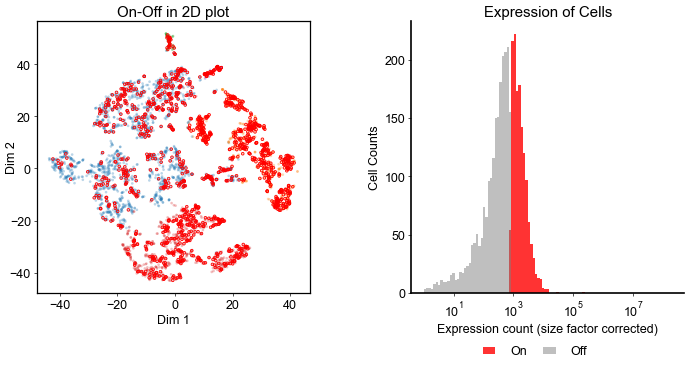 On-Off in 2D plot
Dim 2
40
20
0
−20
−40
−40 −20 0 20 40
Dim 1
Expression of Cells
Cell Counts
200
150
100
50
0
10^1 10^3 10^5 10^7
Expression count (size factor corrected)
On Off